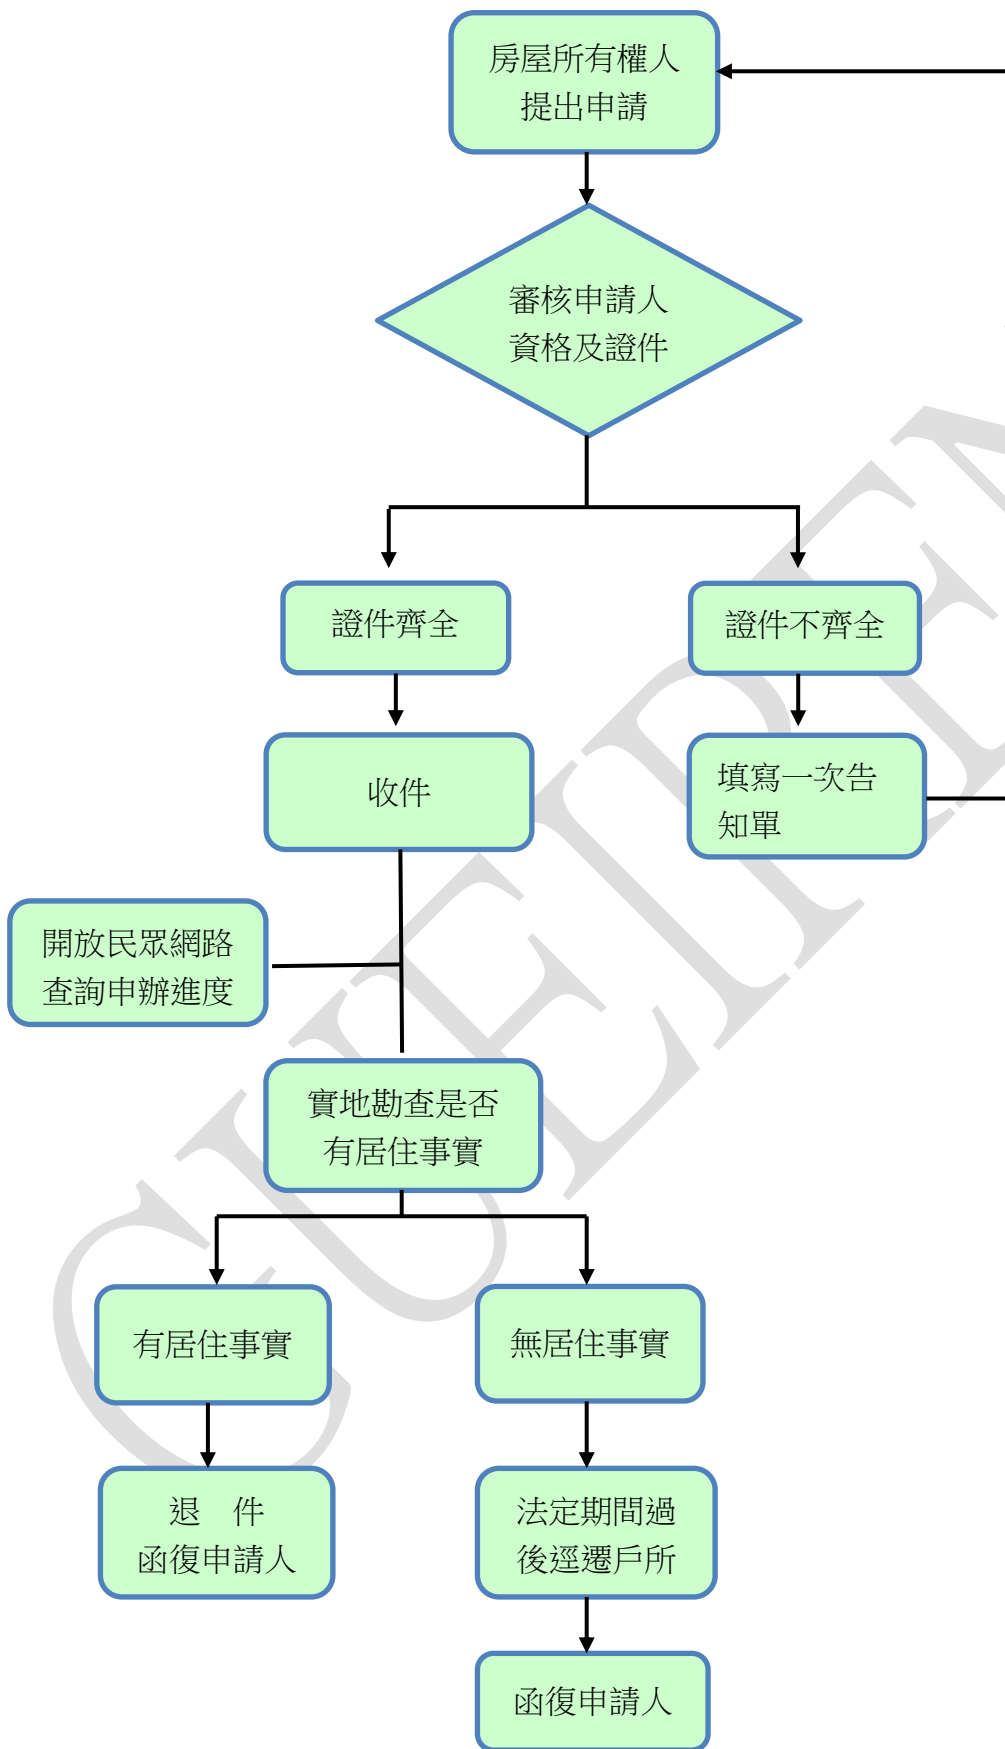 房屋所有權人
提出申請
審核申請人
資格及證件
證件齊全
證件不齊全
收件
填寫一次告
知單
開放民眾網路
查詢申辦進度
實地勘查是否
有居住事實
有居住事實
無居住事實
退　件
函復申請人
法定期間過
後逕遷戶所
函復申請人